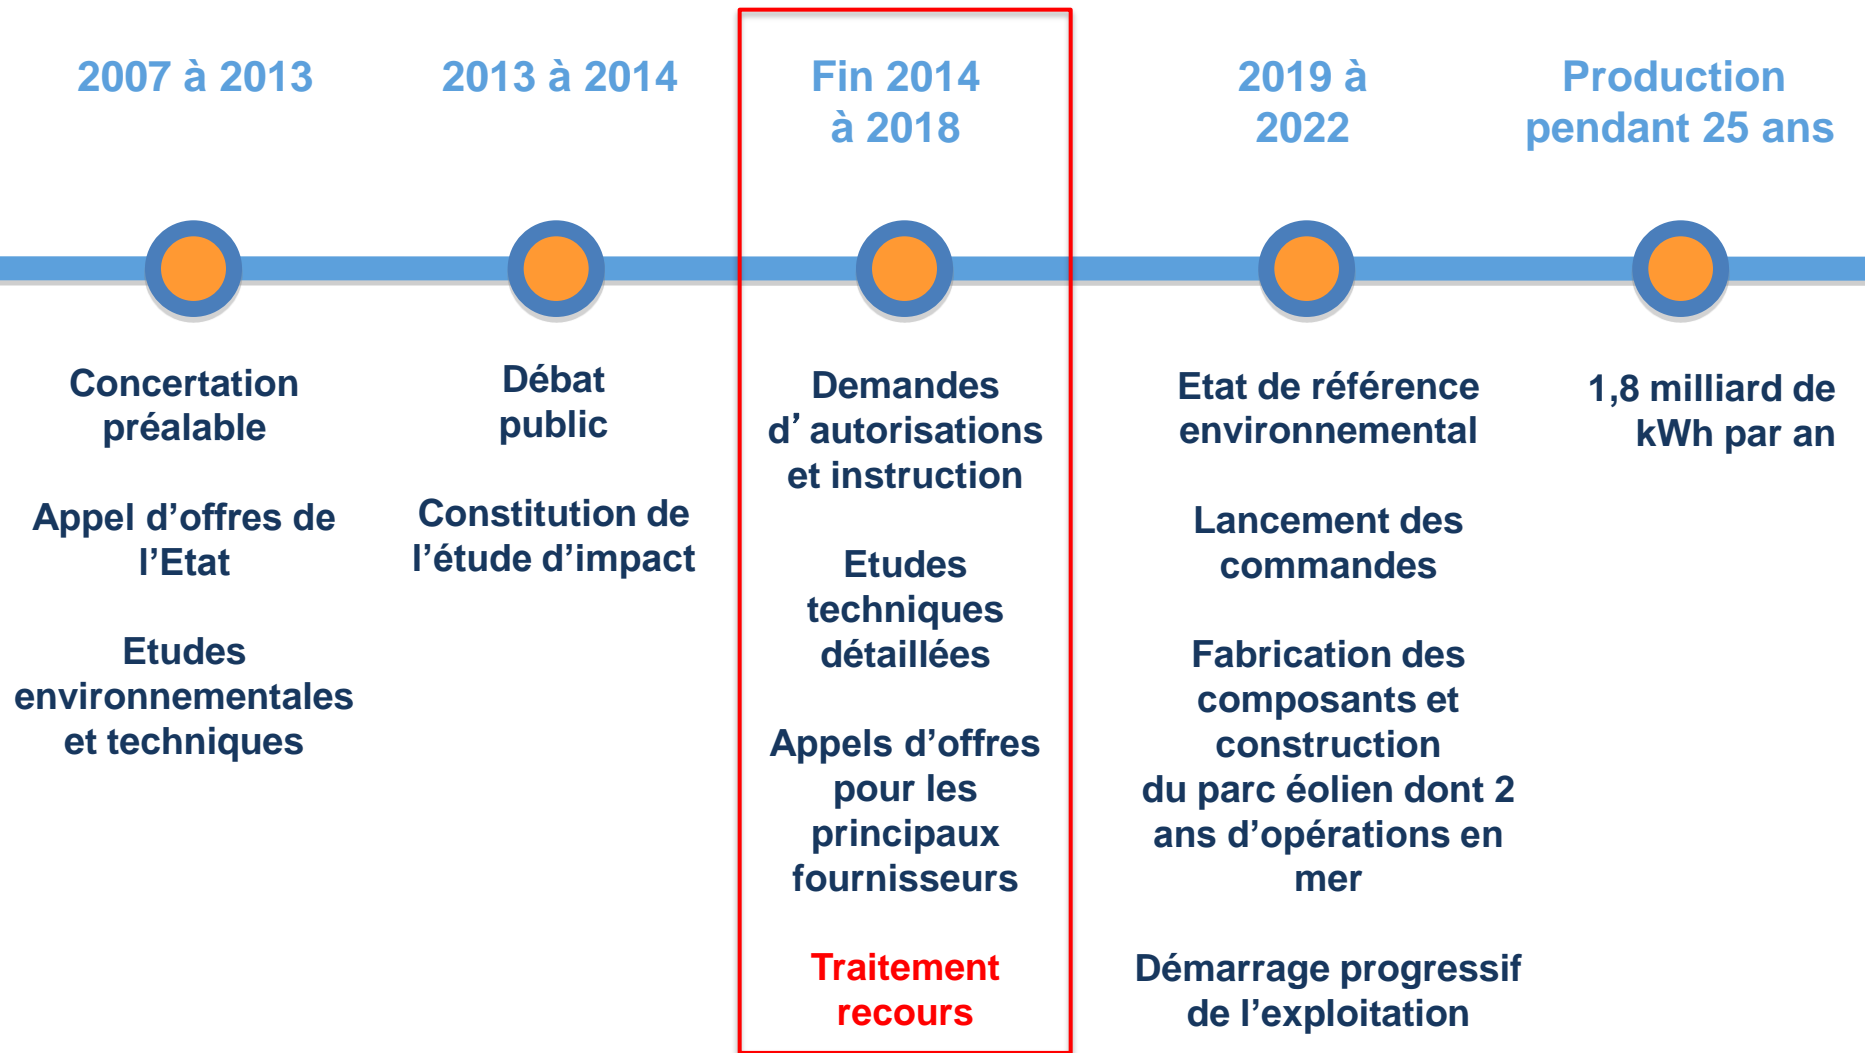 2007 à 2013
Concertation
préalable
Appel d’offres de
l’Etat
Etudes
environnementales
et techniques
2013 à 2014
Débat
public
Constitution de
l’étude d’impact
Fin 2014
à 2018
Demandes
d’ autorisations
et instruction
Etudes
techniques
détaillées
Appels d’offres
pour les
principaux
fournisseurs
Traitement
recours
2019 à
2022
Etat de référence
environnemental
Lancement des
commandes
Fabrication des
composants et
construction
du parc éolien dont 2
ans d’opérations en
mer
Démarrage progressif
de l’exploitation
Production
pendant 25 ans
1,8 milliard de
kWh par an